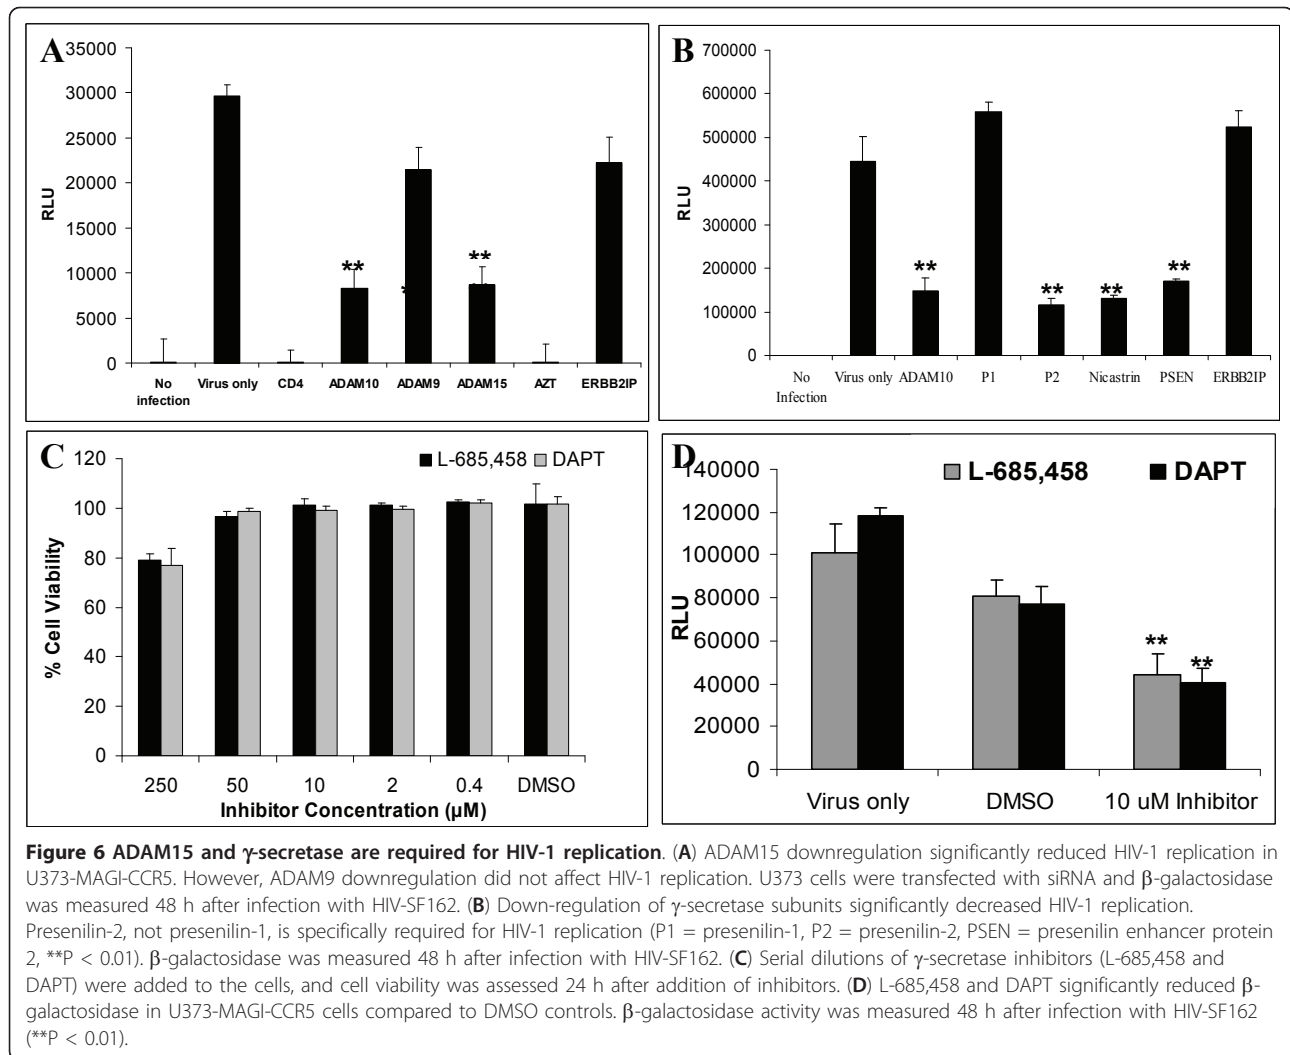 A
35000
30000
25000
20000
15000
10000
5000
0
RLU
**
*
**
No infection
Virus only
CD4
ADAM10
ADAM9
ADAM15
AZT
ERBB2IP
B
700000
600000
500000
400000
300000
200000
100000
0
RLU
**
**
**
**
No Infection
Virus only
ADAM10
P1
P2
Nicastrin
PSEN
ERBB2IP
C
L-685,458
DAPT
120
100
80
60
40
20
0
% Cell Viability
250
50
10
2
0.4
DMSO
Inhibitor Concentration (µM)
D
L-685,458
DAPT
140000
120000
100000
80000
60000
40000
20000
0
RLU
**
**
Virus only
DMSO
10 uM Inhibitor
Figure 6 ADAM15 and γ-secretase are required for HIV-1 replication. (A) ADAM15 downregulation significantly reduced HIV-1 replication in
U373-MAGI-CCR5. However, ADAM9 downregulation did not affect HIV-1 replication. U373 cells were transfected with siRNA and β-galactosidase
was measured 48 h after infection with HIV-SF162. (B) Down-regulation of γ-secretase subunits significantly decreased HIV-1 replication.
Presenilin-2, not presenilin-1, is specifically required for HIV-1 replication (P1 = presenilin-1, P2 = presenilin-2, PSEN = presenilin enhancer protein
2, **P < 0.01). β-galactosidase was measured 48 h after infection with HIV-SF162. (C) Serial dilutions of γ-secretase inhibitors (L-685,458 and
DAPT) were added to the cells, and cell viability was assessed 24 h after addition of inhibitors. (D) L-685,458 and DAPT significantly reduced β-
galactosidase in U373-MAGI-CCR5 cells compared to DMSO controls. β-galactosidase activity was measured 48 h after infection with HIV-SF162
(**P < 0.01).